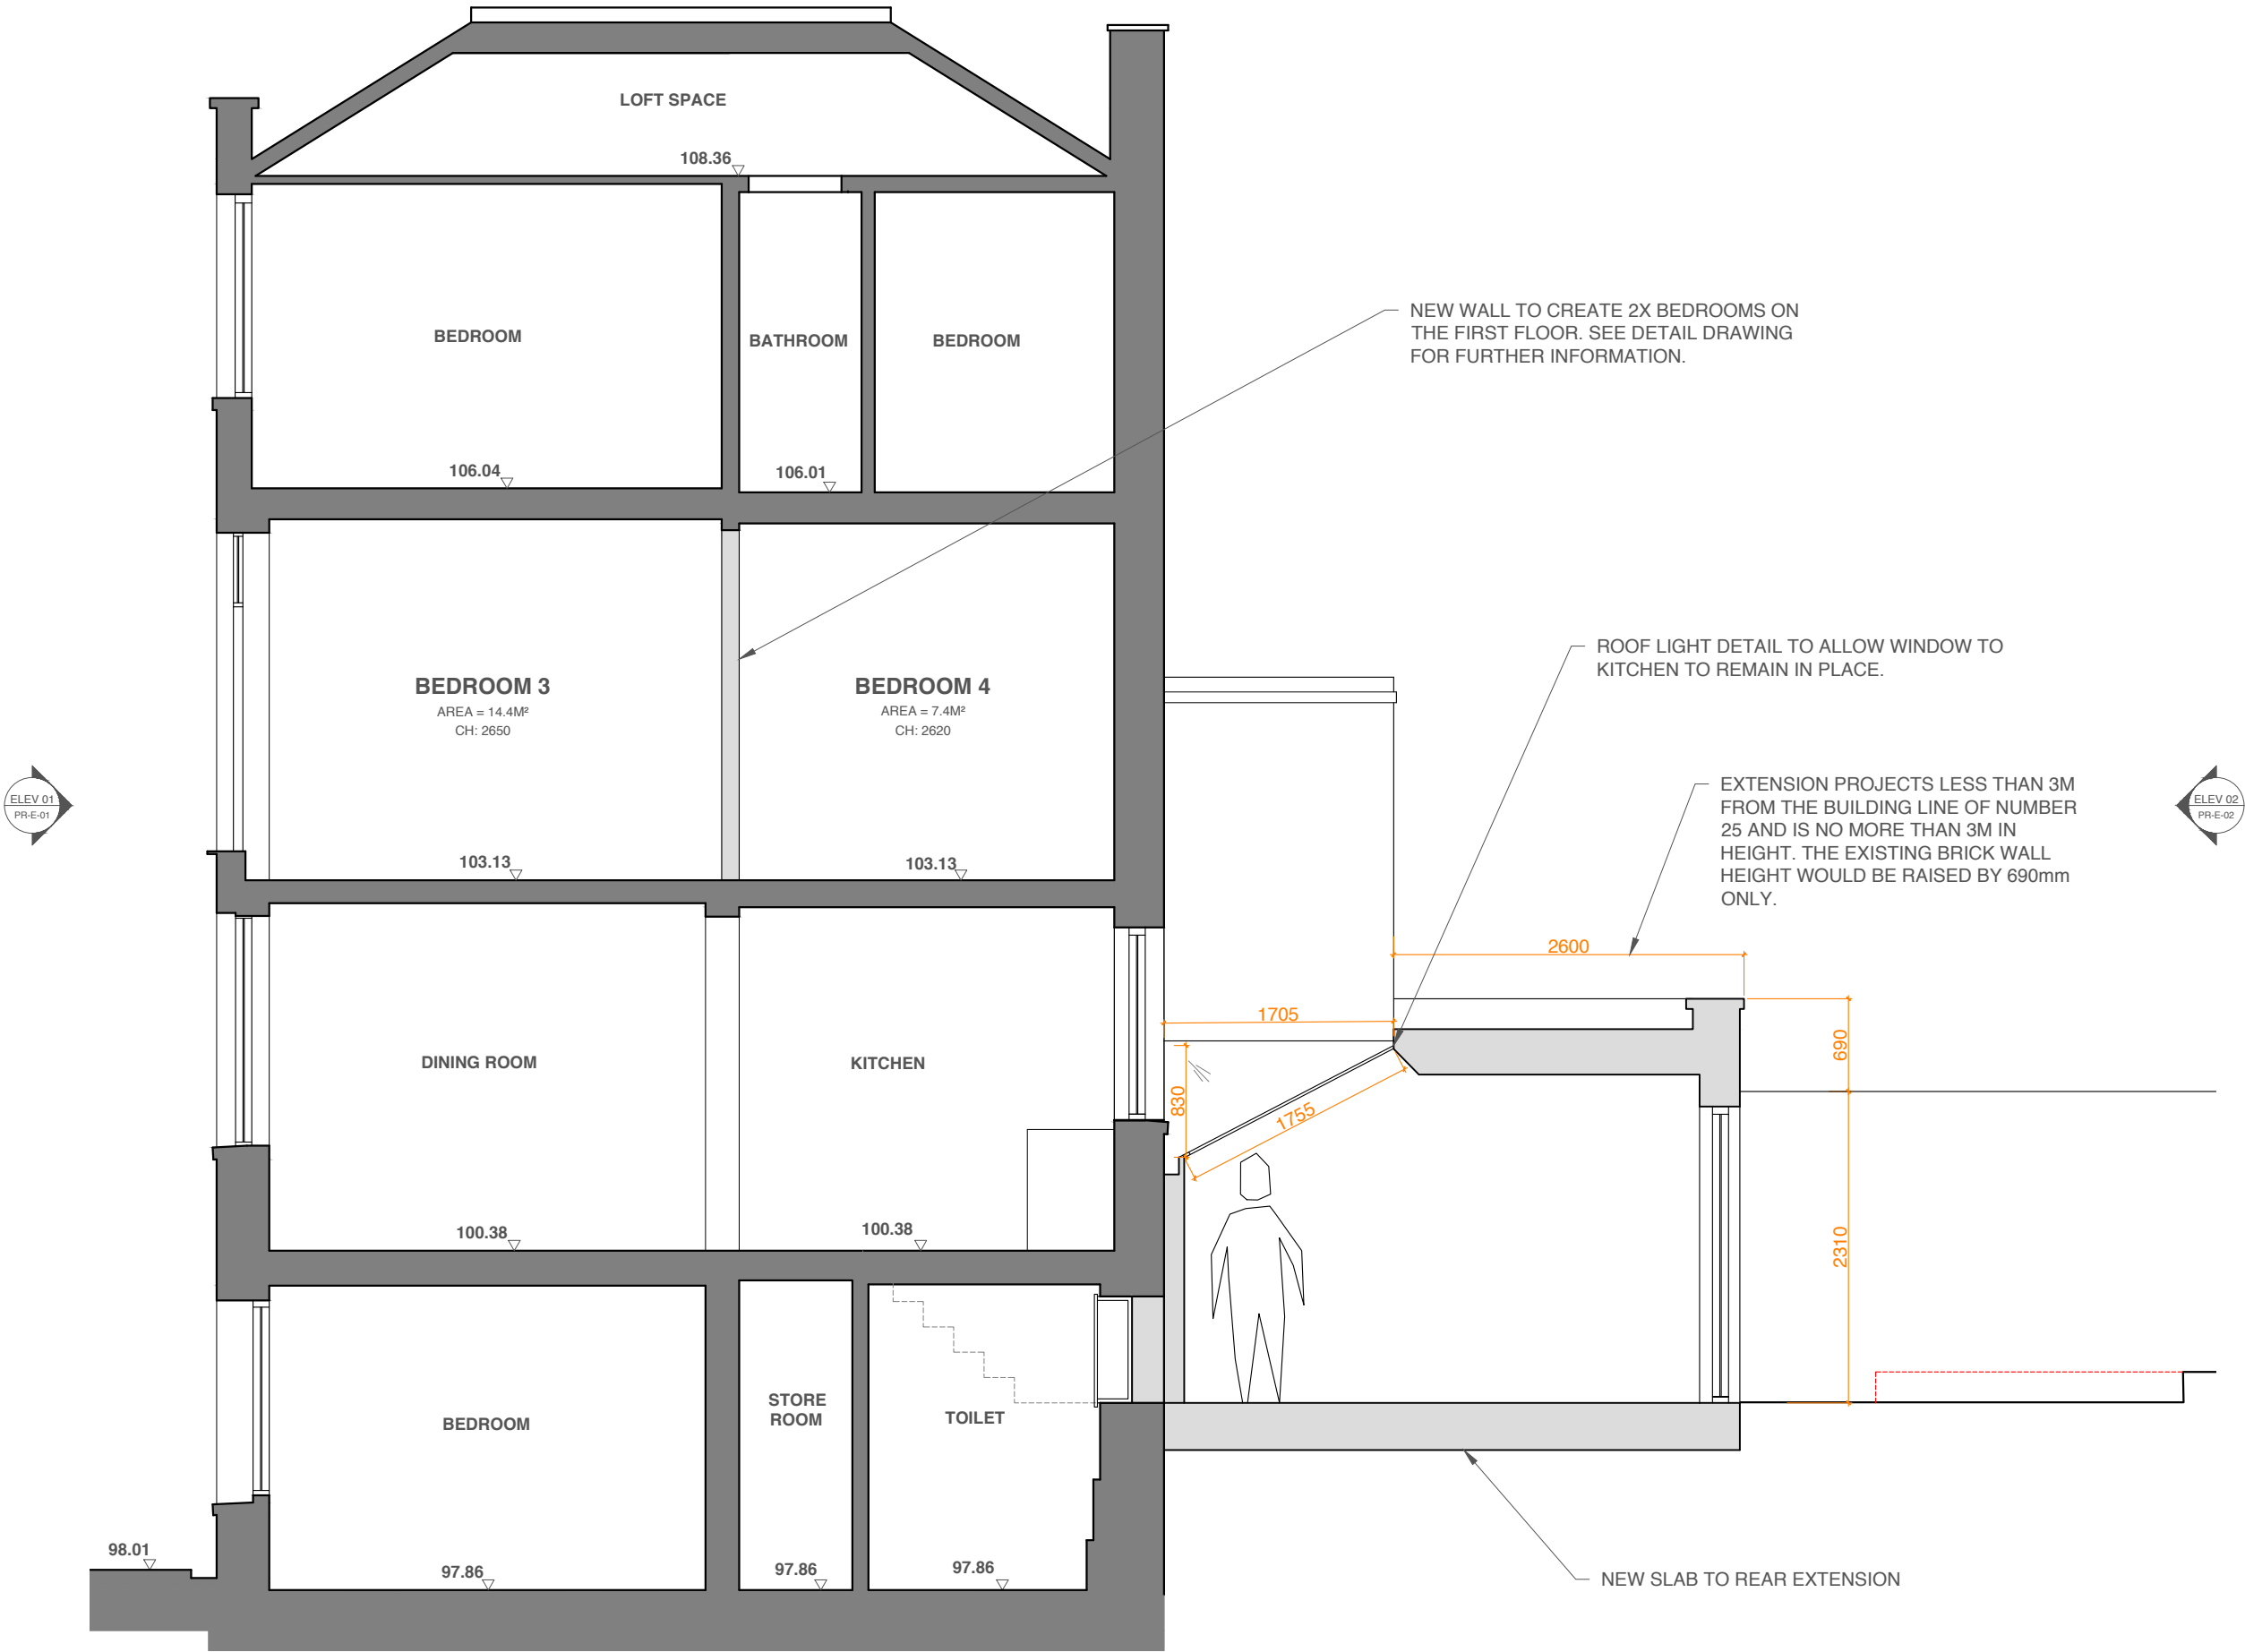 LOFT SPACE
108.36
BEDROOM
BATHROOM
BEDROOM
106.04
106.01
NEW WALL TO CREATE 2X BEDROOMS ON
THE FIRST FLOOR. SEE DETAIL DRAWING
FOR FURTHER INFORMATION.
BEDROOM 3
AREA = 14.4M²
CH: 2650
BEDROOM 4
AREA = 7.4M²
CH: 2620
103.13
103.13
ROOF LIGHT DETAIL TO ALLOW WINDOW TO
KITCHEN TO REMAIN IN PLACE.
EXTENSION PROJECTS LESS THAN 3M
FROM THE BUILDING LINE OF NUMBER
25 AND IS NO MORE THAN 3M IN
HEIGHT. THE EXISTING BRICK WALL
HEIGHT WOULD BE RAISED BY 690mm
ONLY.
ELEV 01
PR-E-01
ELEV 02
PR-E-02
2600
1705
690
830
1755
2310
DINING ROOM
KITCHEN
100.38
100.38
BEDROOM
STORE
ROOM
TOILET
98.01
97.86
97.86
97.86
NEW SLAB TO REAR EXTENSION